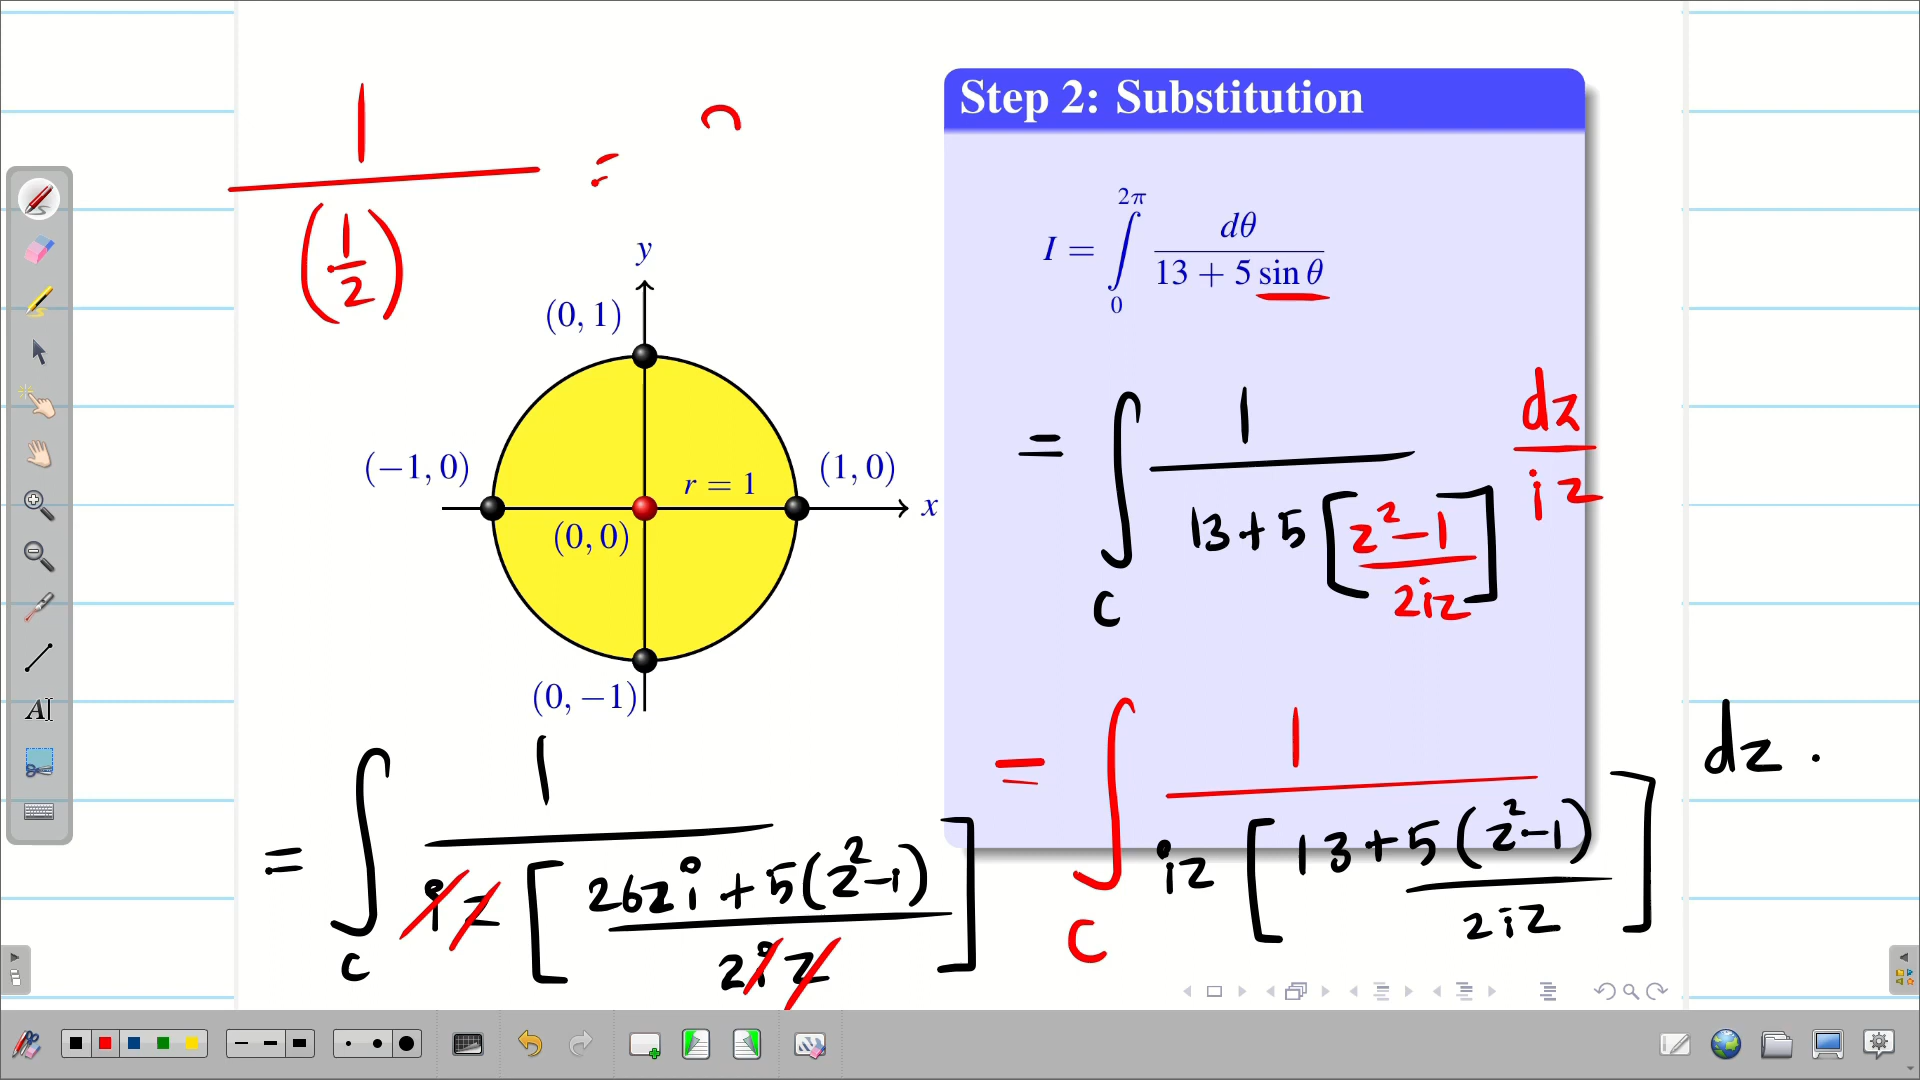 Step 2: Substitution
I = ∫_0^{2π} dθ / (13 + 5 sin θ)
= ∫_C 1 / (13 + 5 [ (z² − 1) / 2iz ]) dz / iz
= ∫_C 1 / (iz [ 13 + 5(z² − 1) / 2iz ]) dz .
1 / (1/2) =
y
(0, 1)
(−1, 0)
r = 1
(1, 0)
x
(0, 0)
(0, −1)
= ∫_C 1 / (iz [ (26zi + 5(z² − 1)) / 2iz ])
A